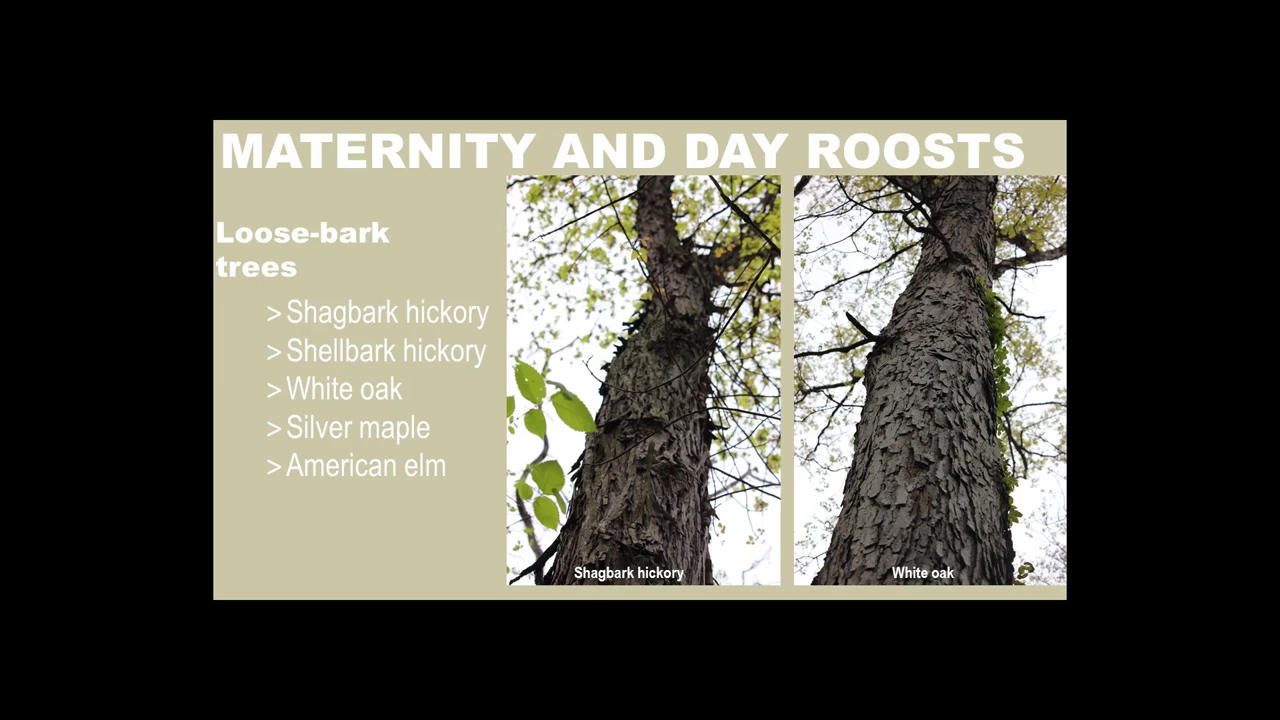 MATERNITY AND DAY ROOSTS
Loose-bark
trees
> Shagbark hickory
> Shellbark hickory
> White oak
> Silver maple
> American elm
Shagbark hickory
White oak